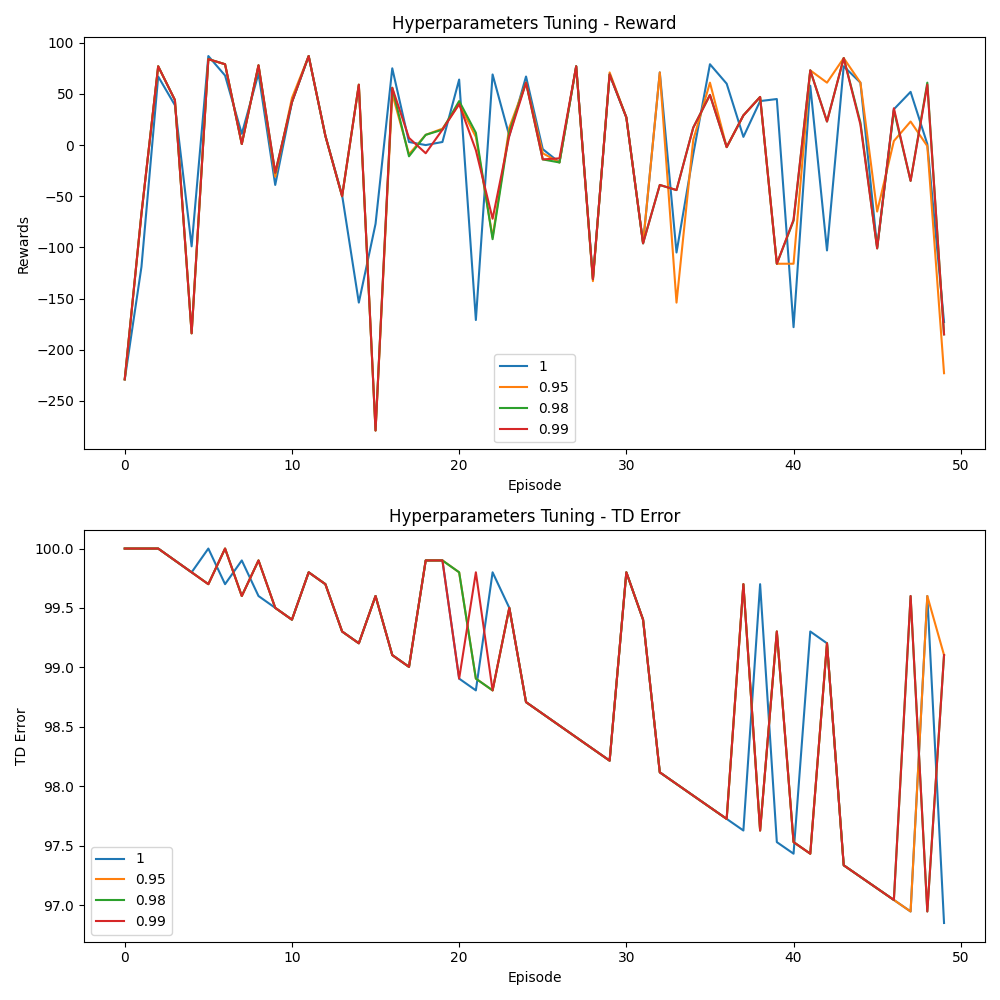 Hyperparameters Tuning - Reward
100
50
0
−50
−100
−150
−200
−250
Rewards
1
0.95
0.98
0.99
0 10 20 30 40 50
Episode
Hyperparameters Tuning - TD Error
100.0
99.5
99.0
98.5
98.0
97.5
97.0
TD Error
1
0.95
0.98
0.99
0 10 20 30 40 50
Episode